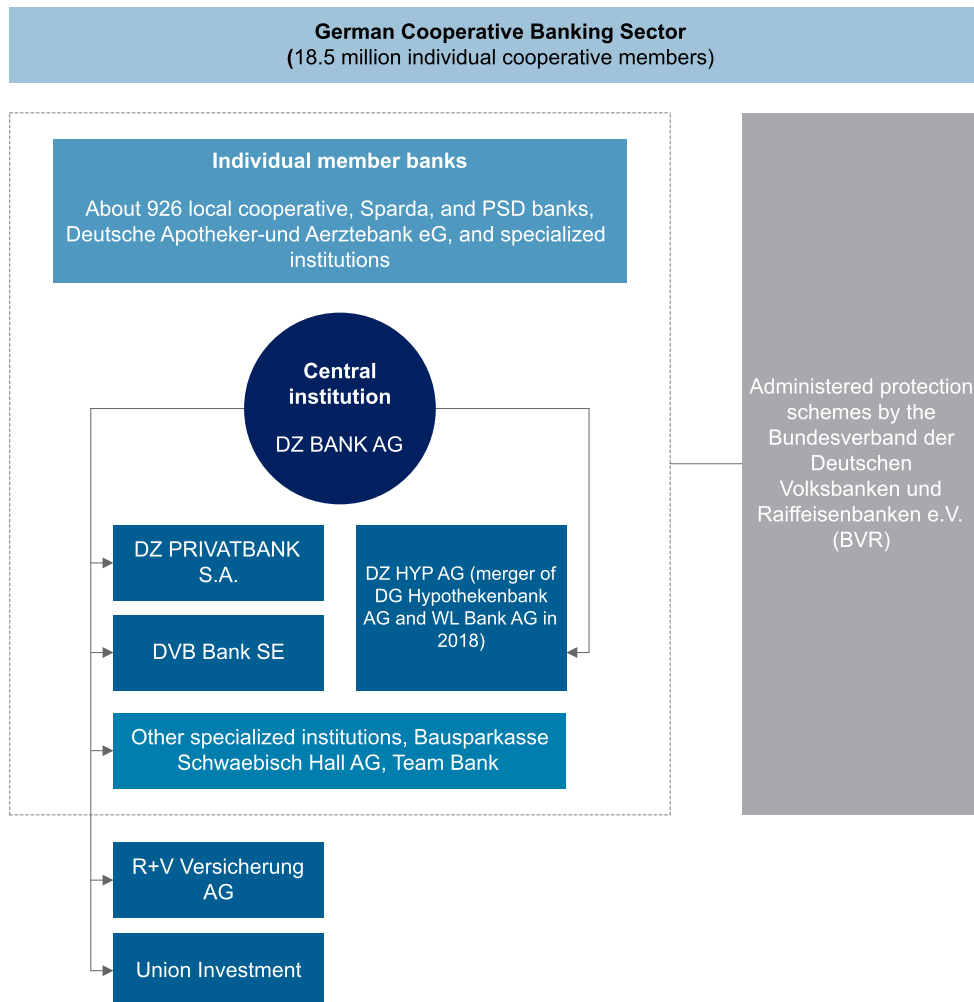 German Cooperative Banking Sector
(18.5 million individual cooperative members)
Individual member banks
About 926 local cooperative, Sparda, and PSD banks,
Deutsche Apotheker-und Aerztebank eG, and specialized
institutions
Central
institution
DZ BANK AG
DZ PRIVATBANK
S.A.
DZ HYP AG (merger of
DG Hypothekenbank
AG and WL Bank AG in
2018)
DVB Bank SE
Other specialized institutions, Bausparkasse
Schwaebisch Hall AG, Team Bank
R+V Versicherung
AG
Union Investment
Administered protection
schemes by the
Bundesverband der
Deutschen
Volksbanken und
Raiffeisenbanken e.V.
(BVR)